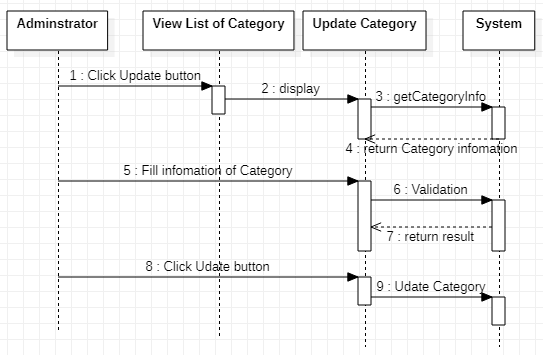 Adminstrator
View List of Category
Update Category
System
1 : Click Update button
2 : display
3 : getCategoryInfo
4 : return Category infomation
5 : Fill infomation of Category
6 : Validation
7 : return result
8 : Click Udate button
9 : Udate Category